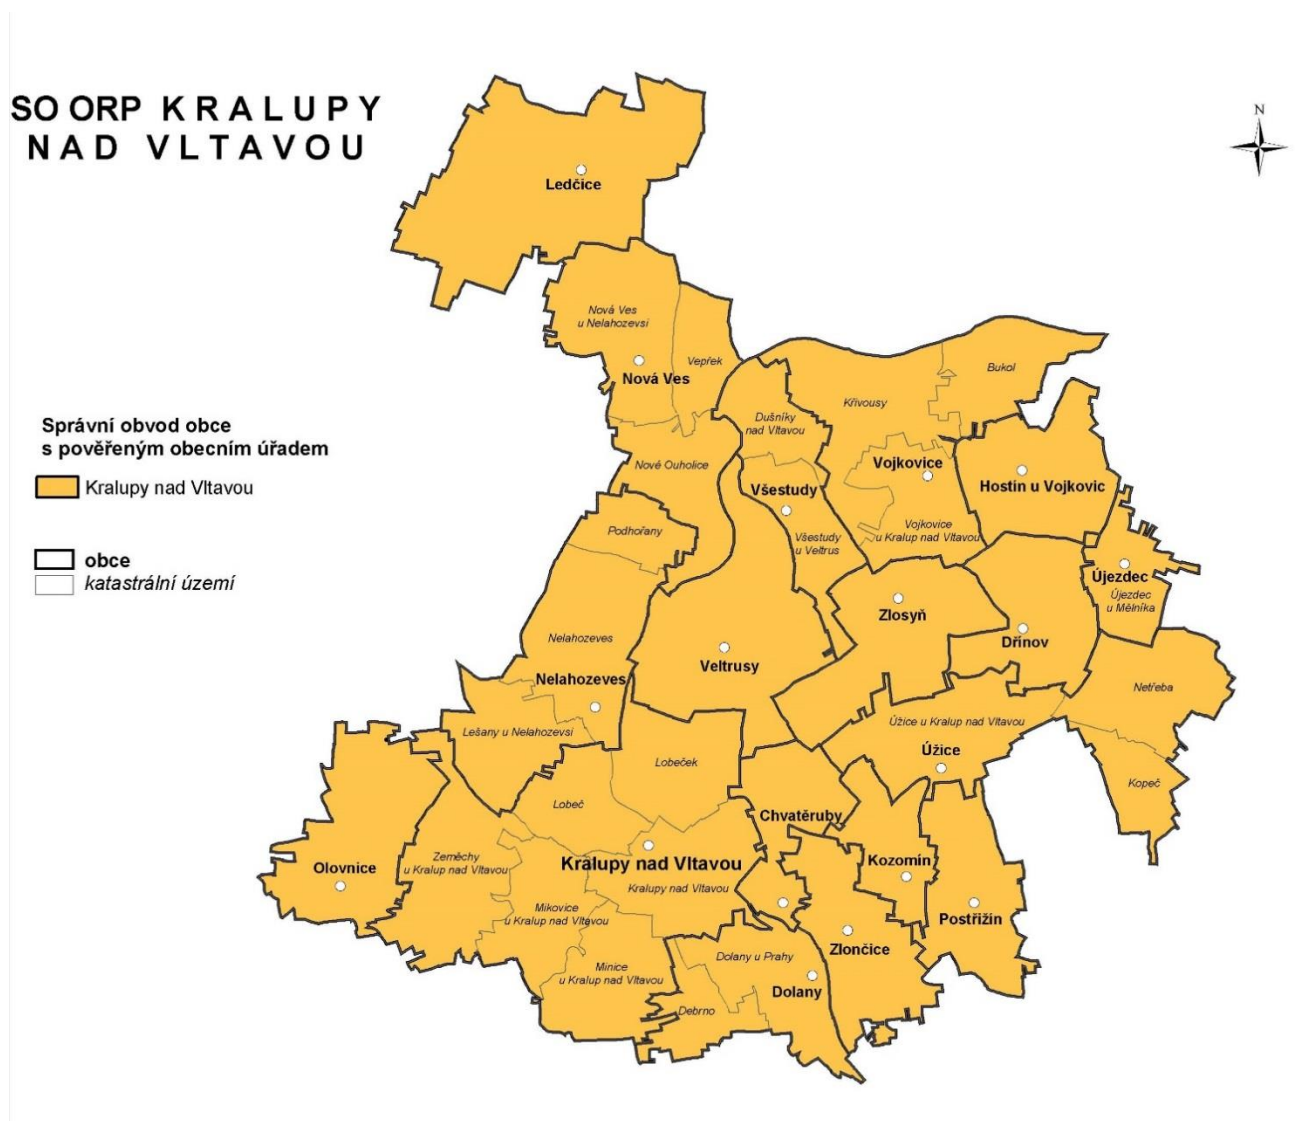 SO ORP KRALUPY
NAD VLTAVOU
N
Ledčice
Nová Ves
u Nelahozevsi
Vepřek
Nová Ves
Bukol
Křivousy
Dušníky
nad Vltavou
Správní obvod obce
s pověřeným obecním úřadem
Kralupy nad Vltavou
Nové Ouholice
Vojkovice
Všestudy
Hostín u Vojkovic
Podhořany
Všestudy
u Veltrus
Vojkovice
u Kralup nad Vltavou
obce
katastrální území
Újezdec
Újezdec
u Mělníka
Zlosyň
Dřínov
Nelahozeves
Veltrusy
Nelahozeves
Netřeba
Lešany u Nelahozevsi
Úžice u Kralup nad Vltavou
Úžice
Lobeček
Kopeč
Lobeč
Chvatěruby
Olovnice
Zeměchy
u Kralup nad Vltavou
Kralupy nad Vltavou
Kralupy nad Vltavou
Kozomín
Mikovice
u Kralup nad Vltavou
Postřižín
Zlončice
Minice
u Kralup nad Vltavou
Dolany u Prahy
Dolany
Debrno